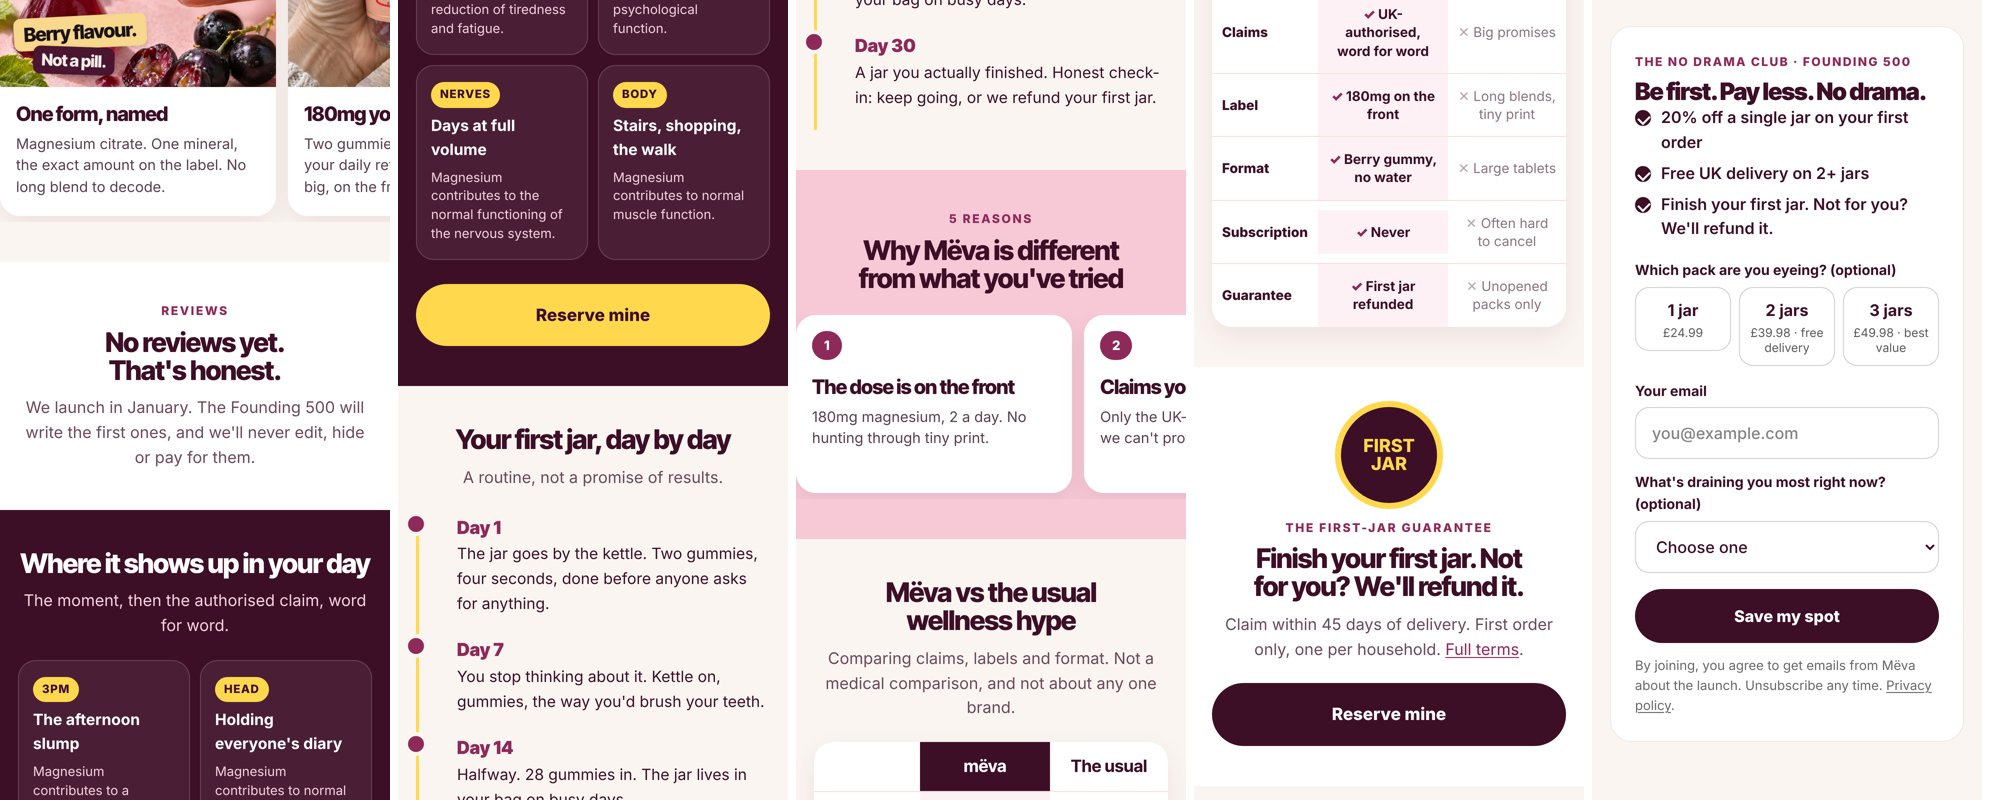 Berry flavour.
Not a pill.
One form, named
Magnesium citrate. One mineral,
the exact amount on the label. No
long blend to decode.
180mg yo
Two gummie
your daily re
big, on the fr
REVIEWS
No reviews yet.
That's honest.
We launch in January. The Founding 500 will
write the first ones, and we'll never edit, hide
or pay for them.
Where it shows up in your day
The moment, then the authorised claim, word
for word.
3PM
The afternoon
slump
Magnesium
contributes to a
HEAD
Holding
everyone's diary
Magnesium
contributes to normal
reduction of tiredness
and fatigue.
psychological
function.
NERVES
Days at full
volume
Magnesium
contributes to the
normal functioning of
the nervous system.
BODY
Stairs, shopping,
the walk
Magnesium
contributes to normal
muscle function.
Reserve mine
Your first jar, day by day
A routine, not a promise of results.
Day 1
The jar goes by the kettle. Two gummies,
four seconds, done before anyone asks
for anything.
Day 7
You stop thinking about it. Kettle on,
gummies, the way you'd brush your teeth.
Day 14
Halfway. 28 gummies in. The jar lives in
your bag on busy days.
your bag on busy days.
Day 30
A jar you actually finished. Honest check-
in: keep going, or we refund your first jar.
5 REASONS
Why Mëva is different
from what you've tried
1
The dose is on the front
180mg magnesium, 2 a day. No
hunting through tiny print.
2
Claims yo
Only the UK-
we can't pro
Mëva vs the usual
wellness hype
Comparing claims, labels and format. Not a
medical comparison, and not about any one
brand.
mëva
The usual
Claims
✓ UK-
authorised,
word for word
✕ Big promises
Label
✓ 180mg on the
front
✕ Long blends,
tiny print
Format
✓ Berry gummy,
no water
✕ Large tablets
Subscription
✓ Never
✕ Often hard
to cancel
Guarantee
✓ First jar
refunded
✕ Unopened
packs only
FIRST
JAR
THE FIRST-JAR GUARANTEE
Finish your first jar. Not
for you? We'll refund it.
Claim within 45 days of delivery. First order
only, one per household. Full terms.
Reserve mine
THE NO DRAMA CLUB · FOUNDING 500
Be first. Pay less. No drama.
20% off a single jar on your first
order
Free UK delivery on 2+ jars
Finish your first jar. Not for you?
We'll refund it.
Which pack are you eyeing? (optional)
1 jar
£24.99
2 jars
£39.98 · free
delivery
3 jars
£49.98 · best
value
Your email
you@example.com
What's draining you most right now?
(optional)
Choose one
Save my spot
By joining, you agree to get emails from Mëva
about the launch. Unsubscribe any time. Privacy
policy.